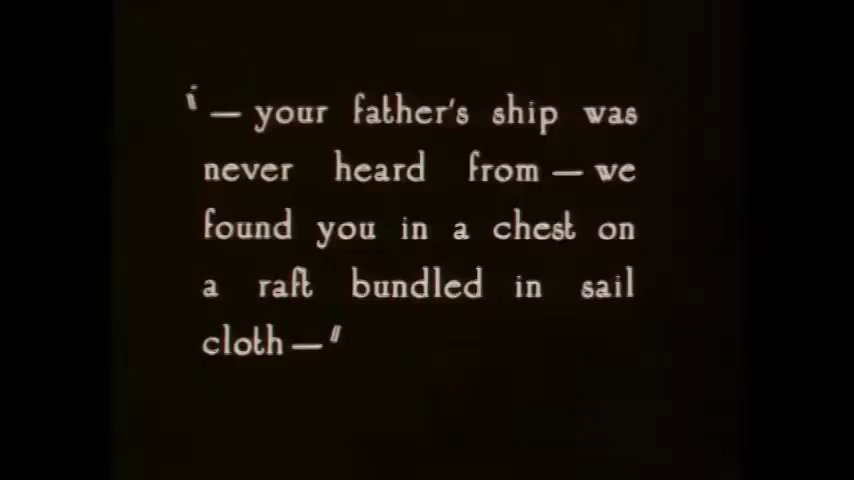 "— your father's ship was
never heard from — we
found you in a chest on
a raft bundled in sail
cloth —"